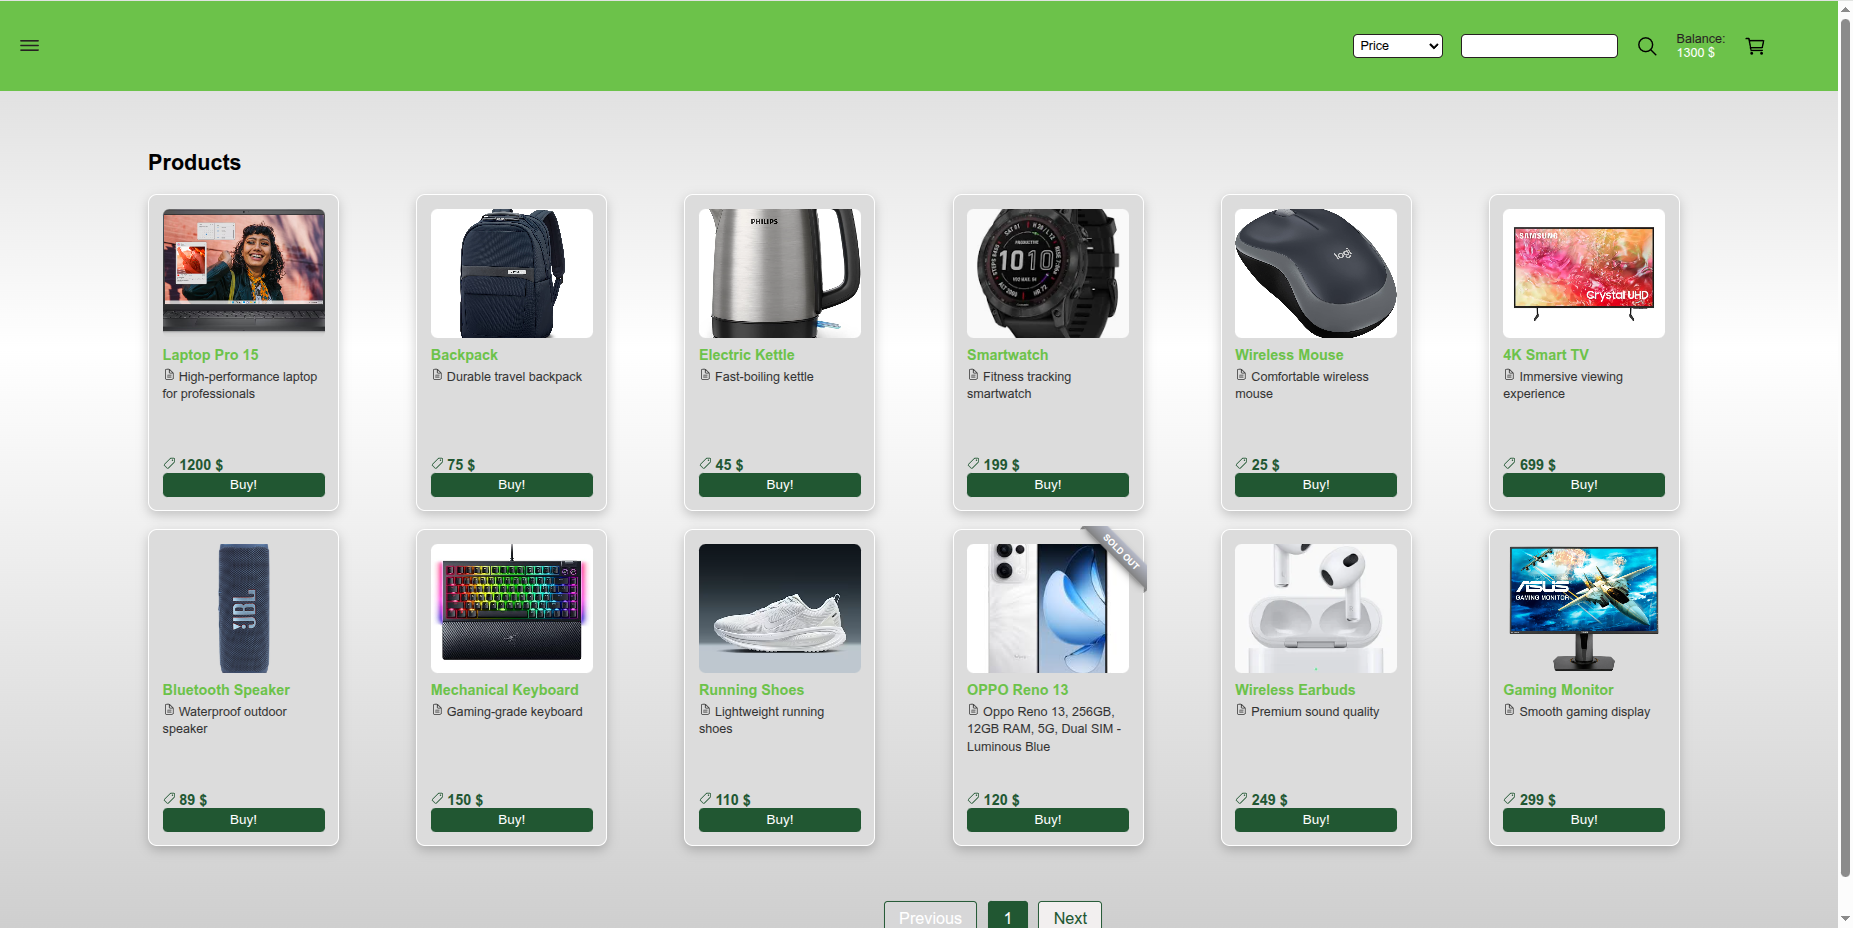 Price
Balance:
1300 $
Products
PHILIPS
logi
SAMSUNG
Crystal UHD
Laptop Pro 15
High-performance laptop
for professionals
1200 $
Buy!
Backpack
Durable travel backpack
75 $
Buy!
Electric Kettle
Fast-boiling kettle
45 $
Buy!
Smartwatch
Fitness tracking
smartwatch
199 $
Buy!
Wireless Mouse
Comfortable wireless
mouse
25 $
Buy!
4K Smart TV
Immersive viewing
experience
699 $
Buy!
JBL
SOLD OUT
ASUS
GAMING MONITOR
Bluetooth Speaker
Waterproof outdoor
speaker
89 $
Buy!
Mechanical Keyboard
Gaming-grade keyboard
150 $
Buy!
Running Shoes
Lightweight running
shoes
110 $
Buy!
OPPO Reno 13
Oppo Reno 13, 256GB,
12GB RAM, 5G, Dual SIM -
Luminous Blue
120 $
Buy!
Wireless Earbuds
Premium sound quality
249 $
Buy!
Gaming Monitor
Smooth gaming display
299 $
Buy!
Previous
1
Next